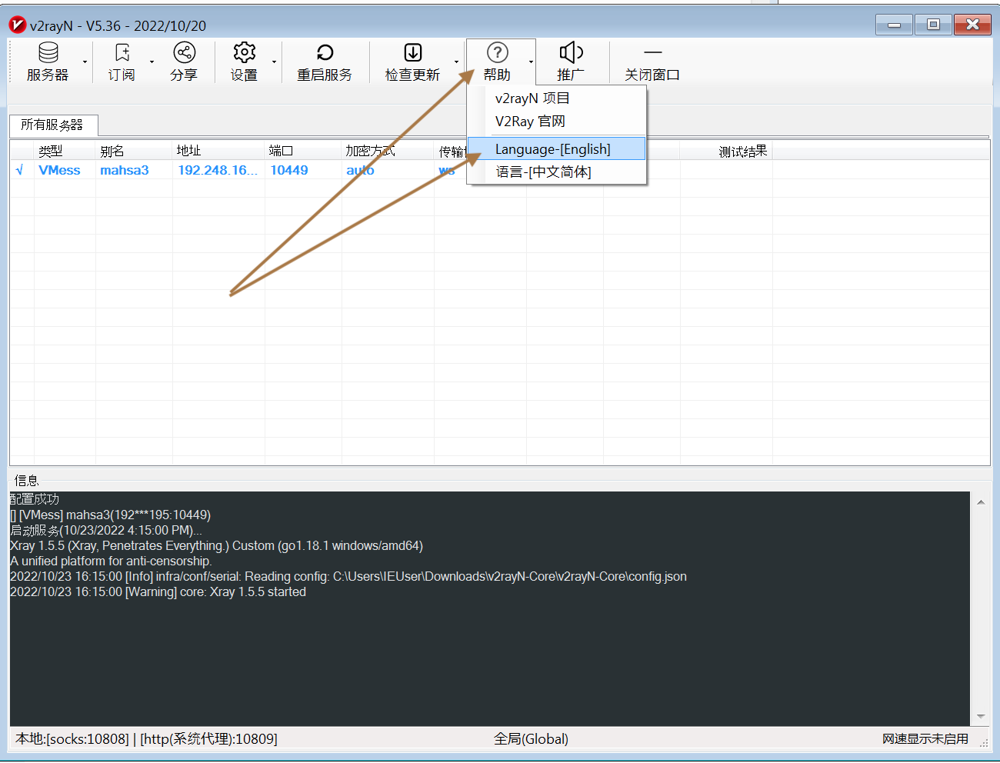 v2rayN - V5.36 - 2022/10/20
服务器 订阅 分享 设置 重启服务 检查更新 帮助 推广 关闭窗口
v2rayN 项目
V2Ray 官网
Language-[English]
语言-[中文简体]
所有服务器
类型 别名 地址 端口 加密方式 传输 测试结果
√ VMess mahsa3 192.248.16... 10449 auto ws
信息
配置成功
[] [VMess] mahsa3(192***195:10449)
启动服务(10/23/2022 4:15:00 PM)...
Xray 1.5.5 (Xray, Penetrates Everything.) Custom (go1.18.1 windows/amd64)
A unified platform for anti-censorship.
2022/10/23 16:15:00 [Info] infra/conf/serial: Reading config: C:\Users\IEUser\Downloads\v2rayN-Core\v2rayN-Core\config.json
2022/10/23 16:15:00 [Warning] core: Xray 1.5.5 started
本地:[socks:10808] | [http(系统代理):10809] 全局(Global) 网速显示未启用